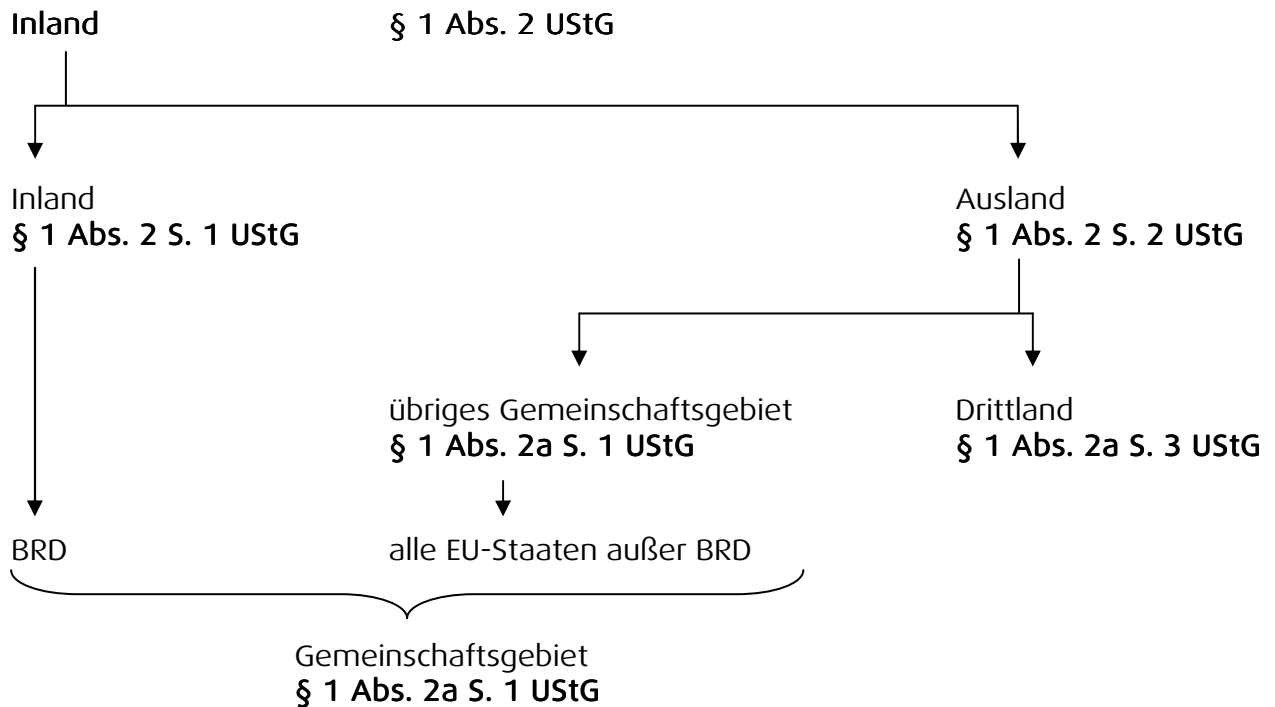 Inland § 1 Abs. 2 UStG
Inland Ausland
§ 1 Abs. 2 S. 1 UStG § 1 Abs. 2 S. 2 UStG
übriges Gemeinschaftsgebiet Drittland
§ 1 Abs. 2a S. 1 UStG § 1 Abs. 2a S. 3 UStG
BRD alle EU-Staaten außer BRD
Gemeinschaftsgebiet
§ 1 Abs. 2a S. 1 UStG